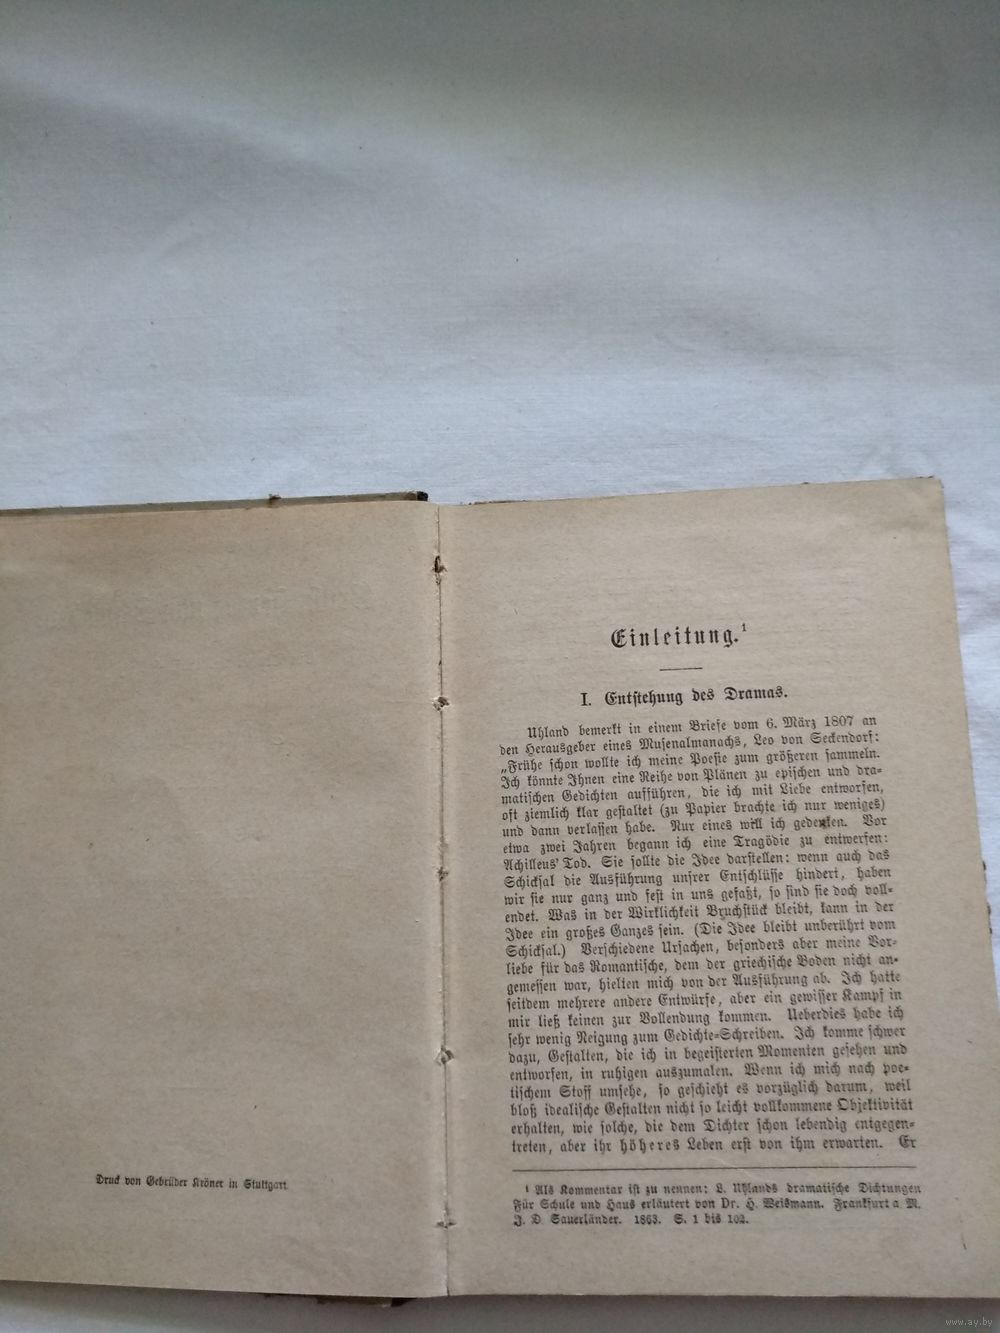 Druck von Gebrüder Kröner in Stuttgart
Einleitung.¹
I. Entstehung des Dramas.
Uhland bemerkt in einem Briefe vom 6. März 1807 an
den Herausgeber eines Musenalmanachs, Leo von Seckendorf:
„Frühe schon wollte ich meine Poesie zum größeren sammeln.
Ich könnte Ihnen eine Reihe von Plänen zu epischen und dra-
matischen Gedichten aufführen, die ich mit Liebe entworfen,
oft ziemlich klar gestaltet (zu Papier brachte ich nur weniges)
und dann verlassen habe. Nur eines will ich gedenken. Vor
etwa zwei Jahren begann ich eine Tragödie zu entwerfen:
Achilleus' Tod. Sie sollte die Idee darstellen: wenn auch das
Schicksal die Ausführung unsrer Entschlüsse hindert, haben
wir sie nur ganz und fest in uns gefaßt, so sind sie doch voll-
endet. Was in der Wirklichkeit Bruchstück bleibt, kann in der
Idee ein großes Ganzes sein. (Die Idee bleibt unberührt vom
Schicksal.) Verschiedene Ursachen, besonders aber meine Vor-
liebe für das Romantische, dem der griechische Boden nicht an-
gemessen war, hielten mich von der Ausführung ab. Ich hatte
seitdem mehrere andere Entwürfe, aber ein gewisser Kampf in
mir ließ keinen zur Vollendung kommen. Ueberdies habe ich
sehr wenig Neigung zum Gedichte-Schreiben. Ich komme schwer
dazu, Gestalten, die ich in begeisterten Momenten gesehen und
entworfen, in ruhigen auszumalen. Wenn ich mich nach poe-
tischem Stoff umsehe, so geschieht es vorzüglich darum, weil
bloß idealische Gestalten nicht so leicht vollkommene Objektivität
erhalten, wie solche, die dem Dichter schon lebendig entgegen-
treten, aber ihr höheres Leben erst von ihm erwarten. Er
¹ Als Kommentar ist zu nennen: L. Uhlands dramatische Dichtungen
Für Schule und Haus erläutert von Dr. H. Weismann. Frankfurt a. M.
J. D. Sauerländer. 1863. S. 1 bis 102.
www.ay.by